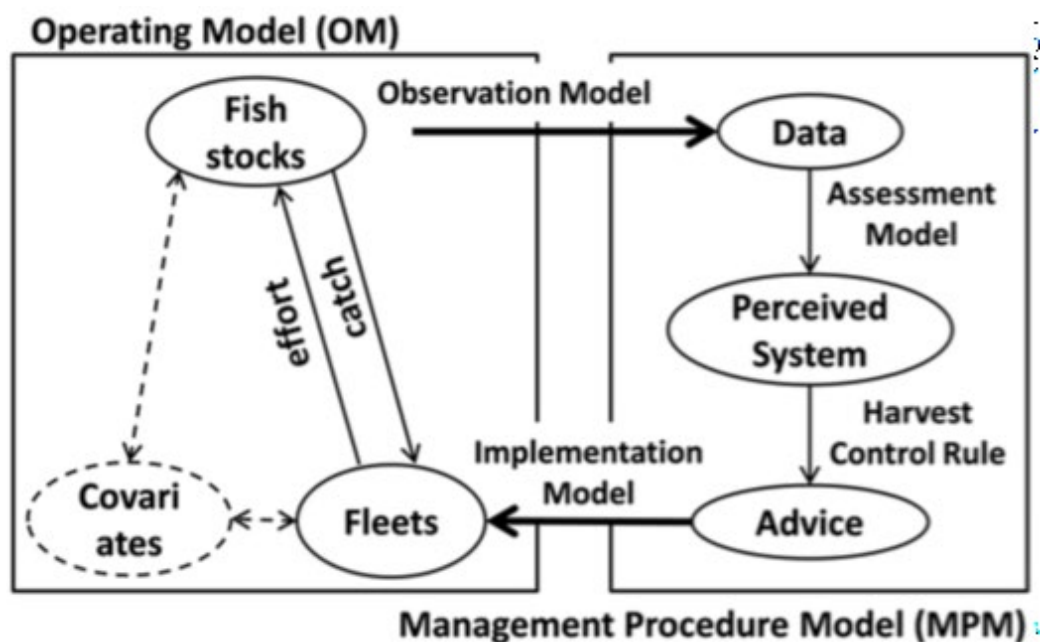 Operating Model (OM)
Observation Model
Fish
stocks
Data
Assessment
Model
effort
catch
Perceived
System
Harvest
Control Rule
Implementation
Model
Covari
ates
Fleets
Advice
Management Procedure Model (MPM)